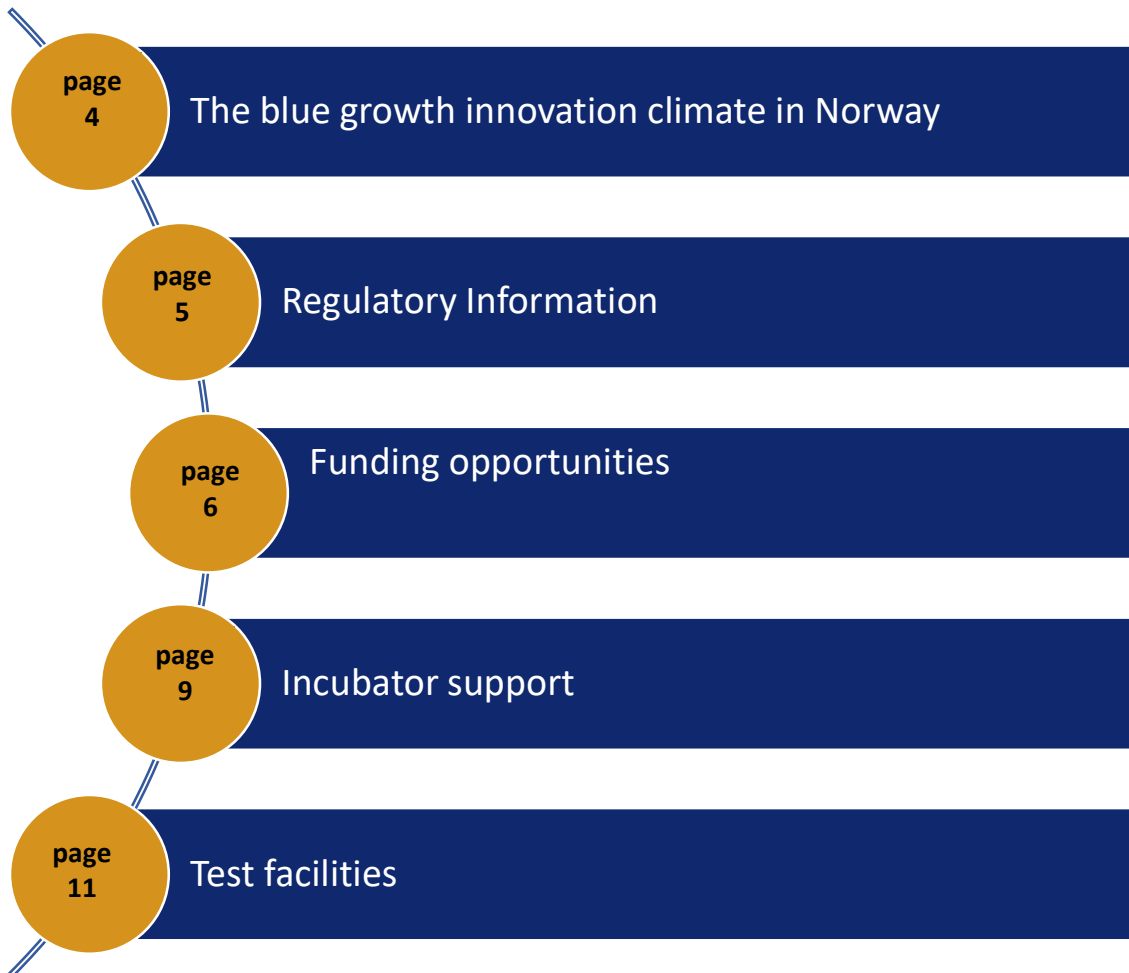 page
4
The blue growth innovation climate in Norway
page
5
Regulatory Information
page
6
Funding opportunities
page
9
Incubator support
page
11
Test facilities